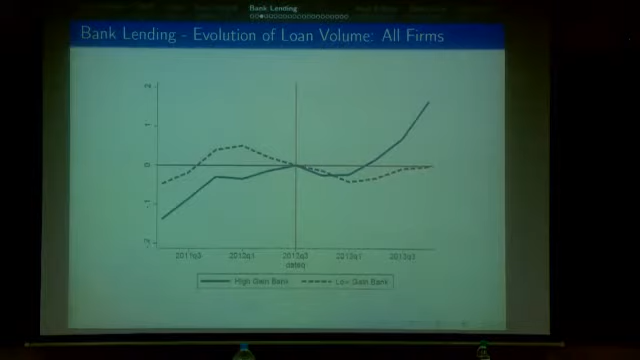 Bank Lending
Bank Lending - Evolution of Loan Volume: All Firms
2
1
0
-.1
-.2
2011q3 2012q1 2012q3 2013q1 2013q3
dateq
High Gain Bank Low Gain Bank